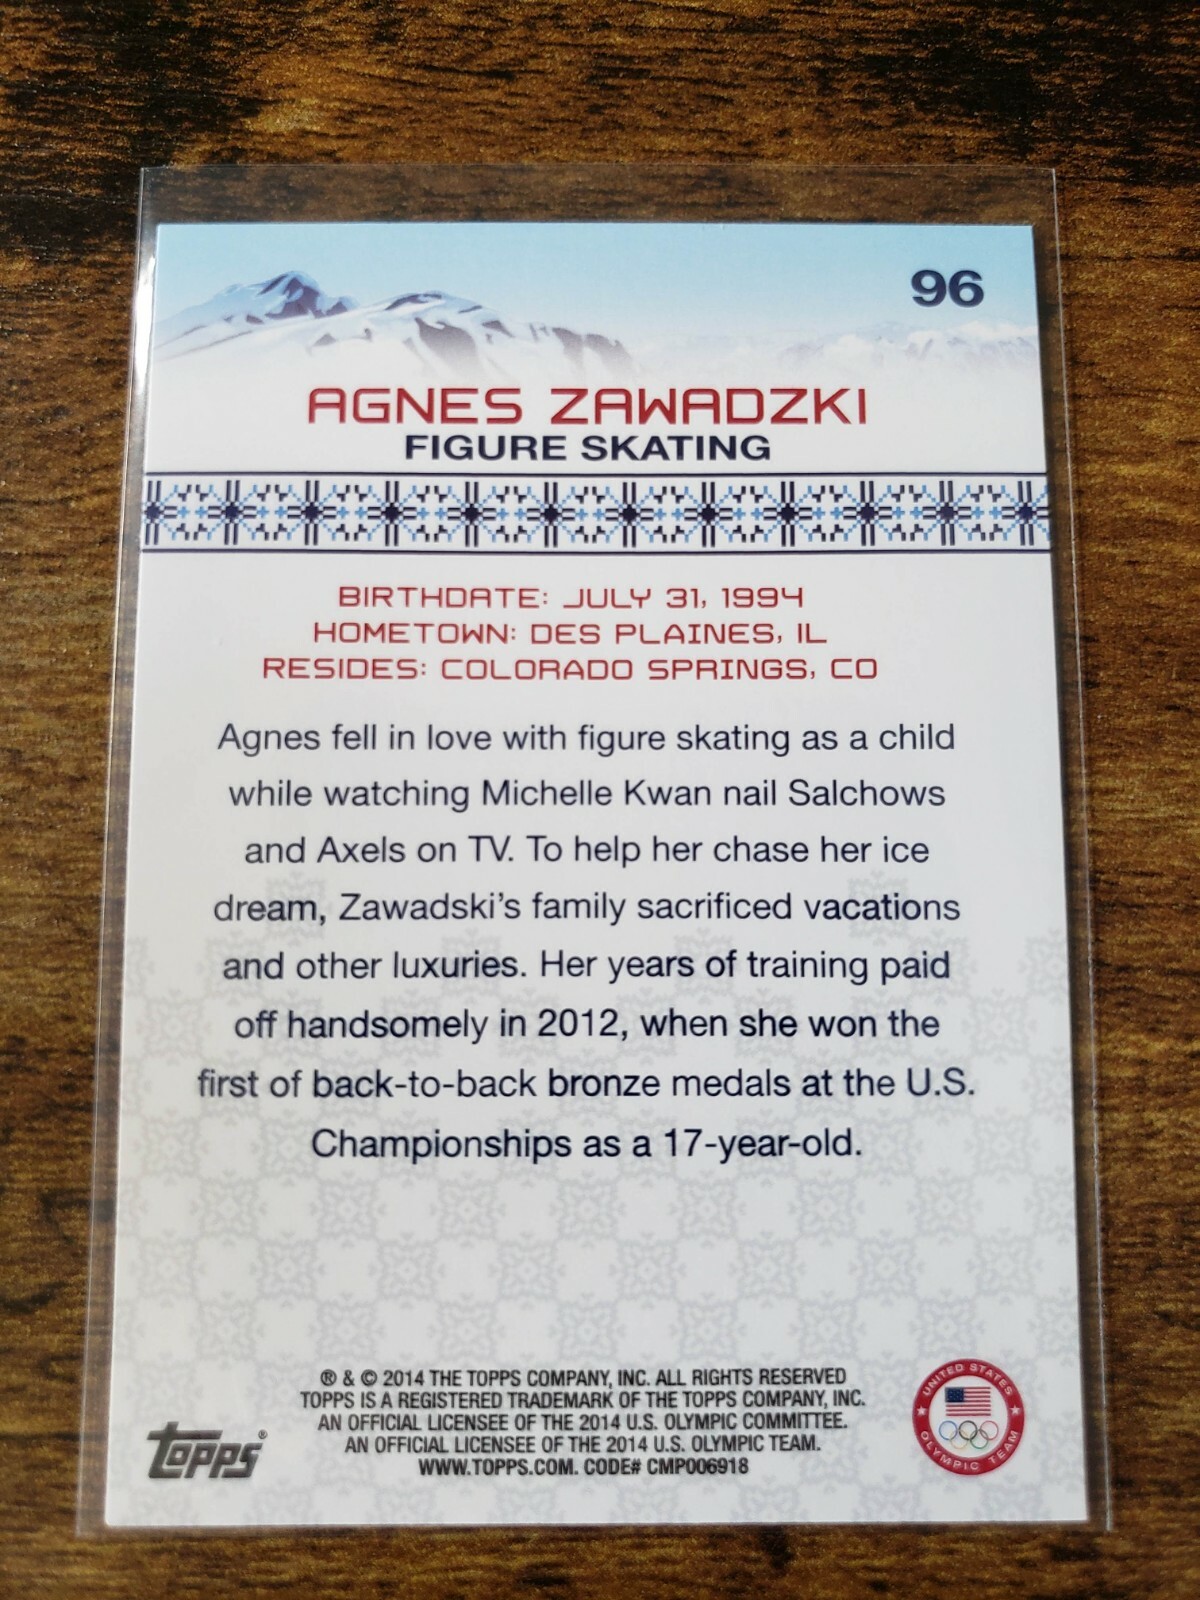 96
AGNES ZAWADZKI
FIGURE SKATING
BIRTHDATE: JULY 31, 1994
HOMETOWN: DES PLAINES, IL
RESIDES: COLORADO SPRINGS, CO
Agnes fell in love with figure skating as a child
while watching Michelle Kwan nail Salchows
and Axels on TV. To help her chase her ice
dream, Zawadski's family sacrificed vacations
and other luxuries. Her years of training paid
off handsomely in 2012, when she won the
first of back-to-back bronze medals at the U.S.
Championships as a 17-year-old.
® & © 2014 THE TOPPS COMPANY, INC. ALL RIGHTS RESERVED
TOPPS IS A REGISTERED TRADEMARK OF THE TOPPS COMPANY, INC.
AN OFFICIAL LICENSEE OF THE 2014 U.S. OLYMPIC COMMITTEE.
AN OFFICIAL LICENSEE OF THE 2014 U.S. OLYMPIC TEAM.
WWW.TOPPS.COM. CODE# CMP006918
Topps®
UNITED STATES
OLYMPIC TEAM